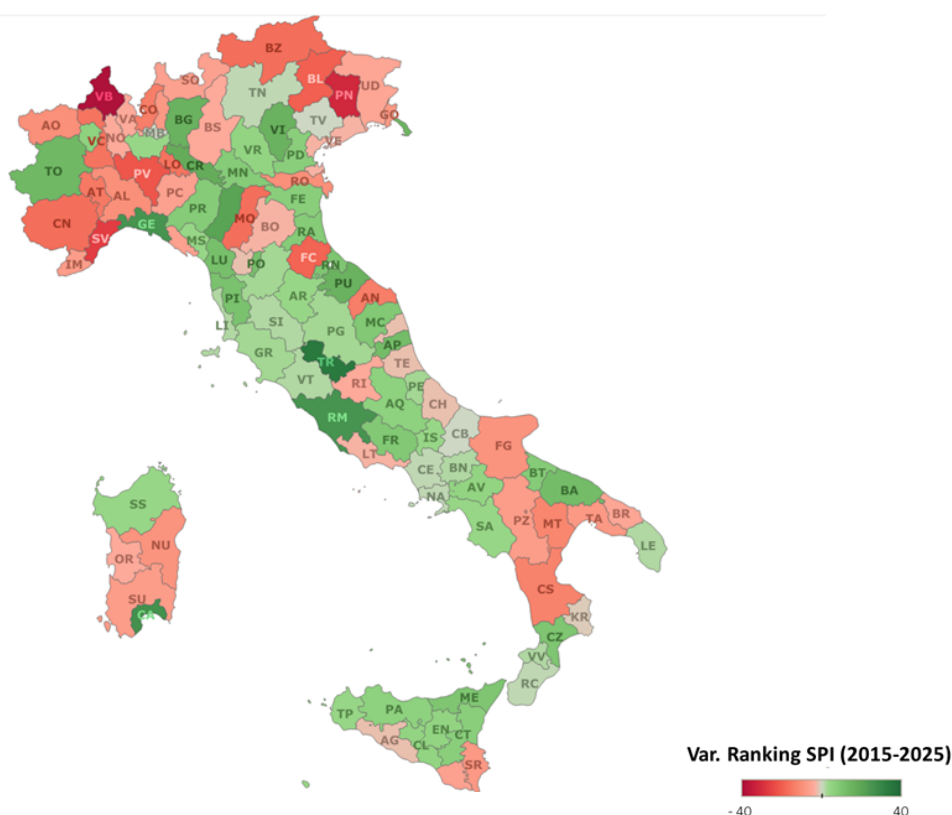 BZ
SO
BL
UD
TN
PN
VB
CO
VA
BG
GO
AO
BS
TV
MB
VI
VC
NO
VE
VR
PD
TO
LO
CR
MN
PV
RO
AT
AL
PC
FE
PR
MO
CN
GE
BO
RA
SV
MS
IM
LU
PO
FC
RN
PU
AR
PI
AN
LI
SI
MC
PG
AP
GR
TR
TE
VT
RI
PE
AQ
CH
RM
FR
IS
CB
FG
LT
CE
BN
BT
AV
BA
NA
SS
SA
PZ
MT
TA
BR
NU
LE
OR
CS
SU
CA
KR
CZ
VV
RC
ME
TP
PA
EN
CT
AG
CL
SR
Var. Ranking SPI (2015-2025)
- 40 40